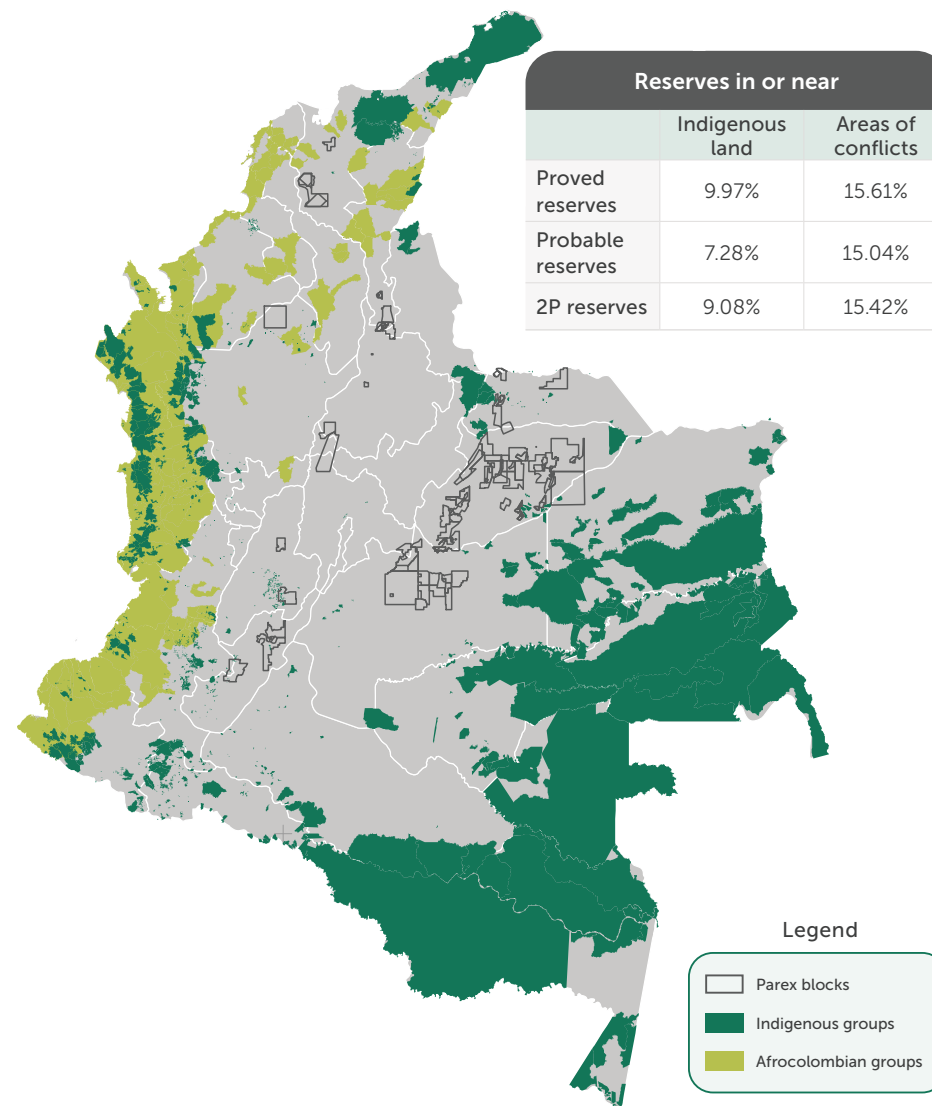 Reserves in or near
Indigenous
land
Areas of
conflicts
Proved
reserves
9.97%
15.61%
Probable
reserves
7.28%
15.04%
2P reserves
9.08%
15.42%
Legend
Parex blocks
Indigenous groups
Afrocolombian groups